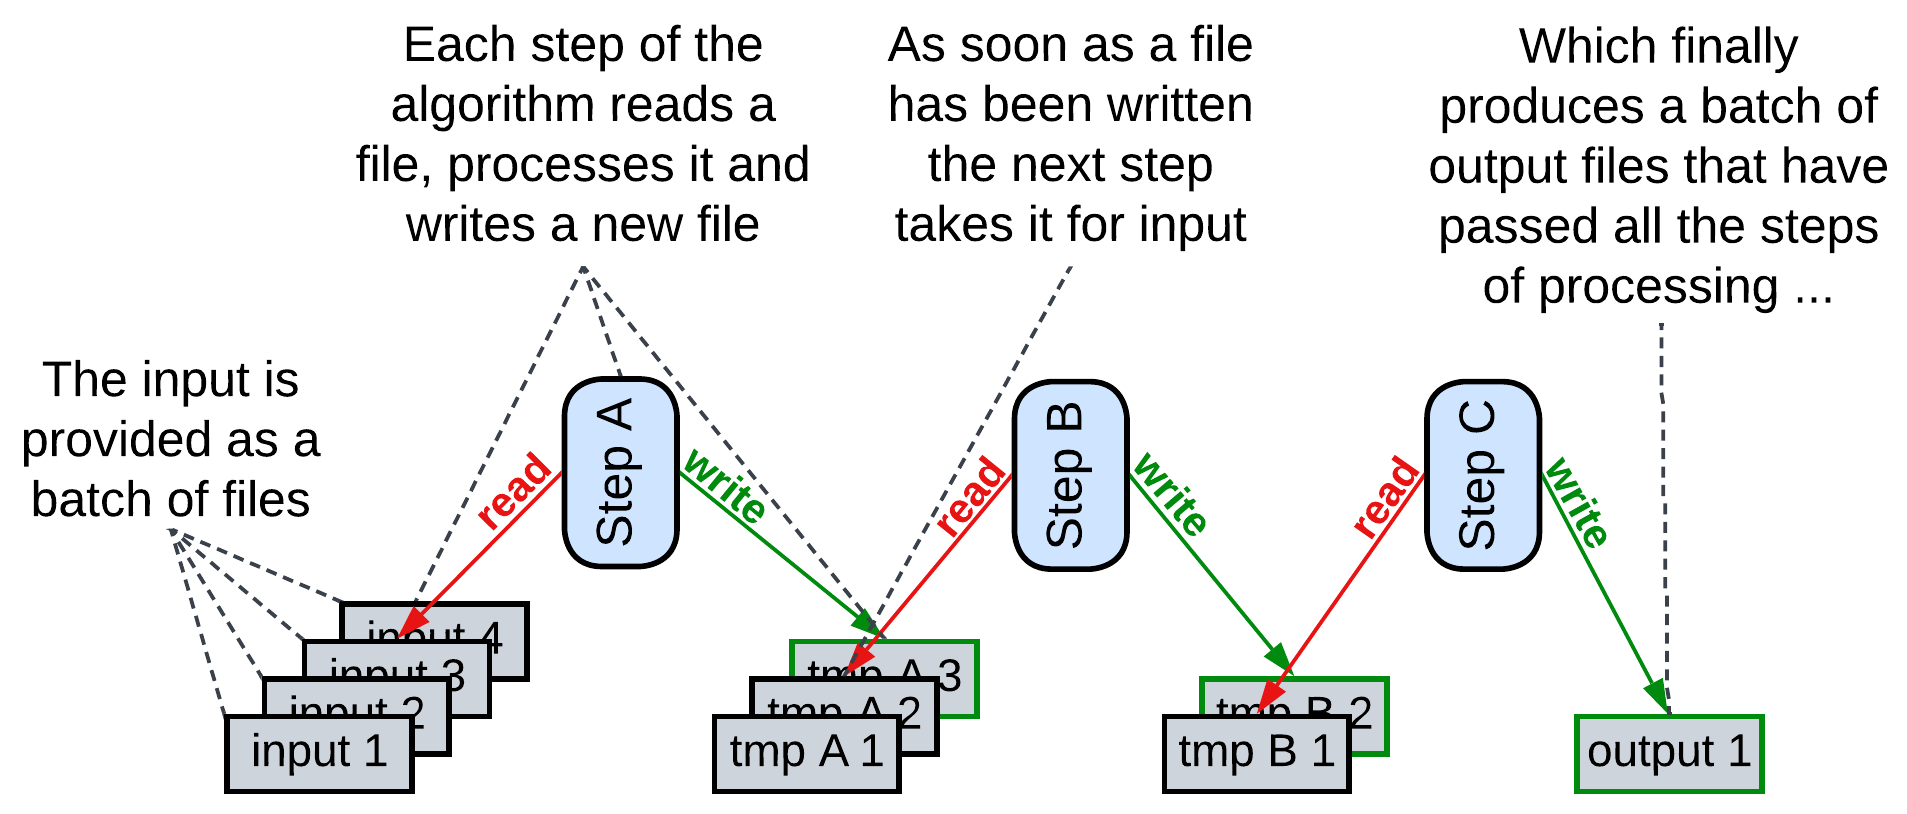 Each step of the
algorithm reads a
file, processes it and
writes a new file
As soon as a file
has been written
the next step
takes it for input
Which finally
produces a batch of
output files that have
passed all the steps
of processing ...
The input is
provided as a
batch of files
read
Step A
write
read
Step B
write
read
Step C
write
input 4
input 3
input 2
input 1
tmp A 3
tmp A 2
tmp A 1
tmp B 2
tmp B 1
output 1